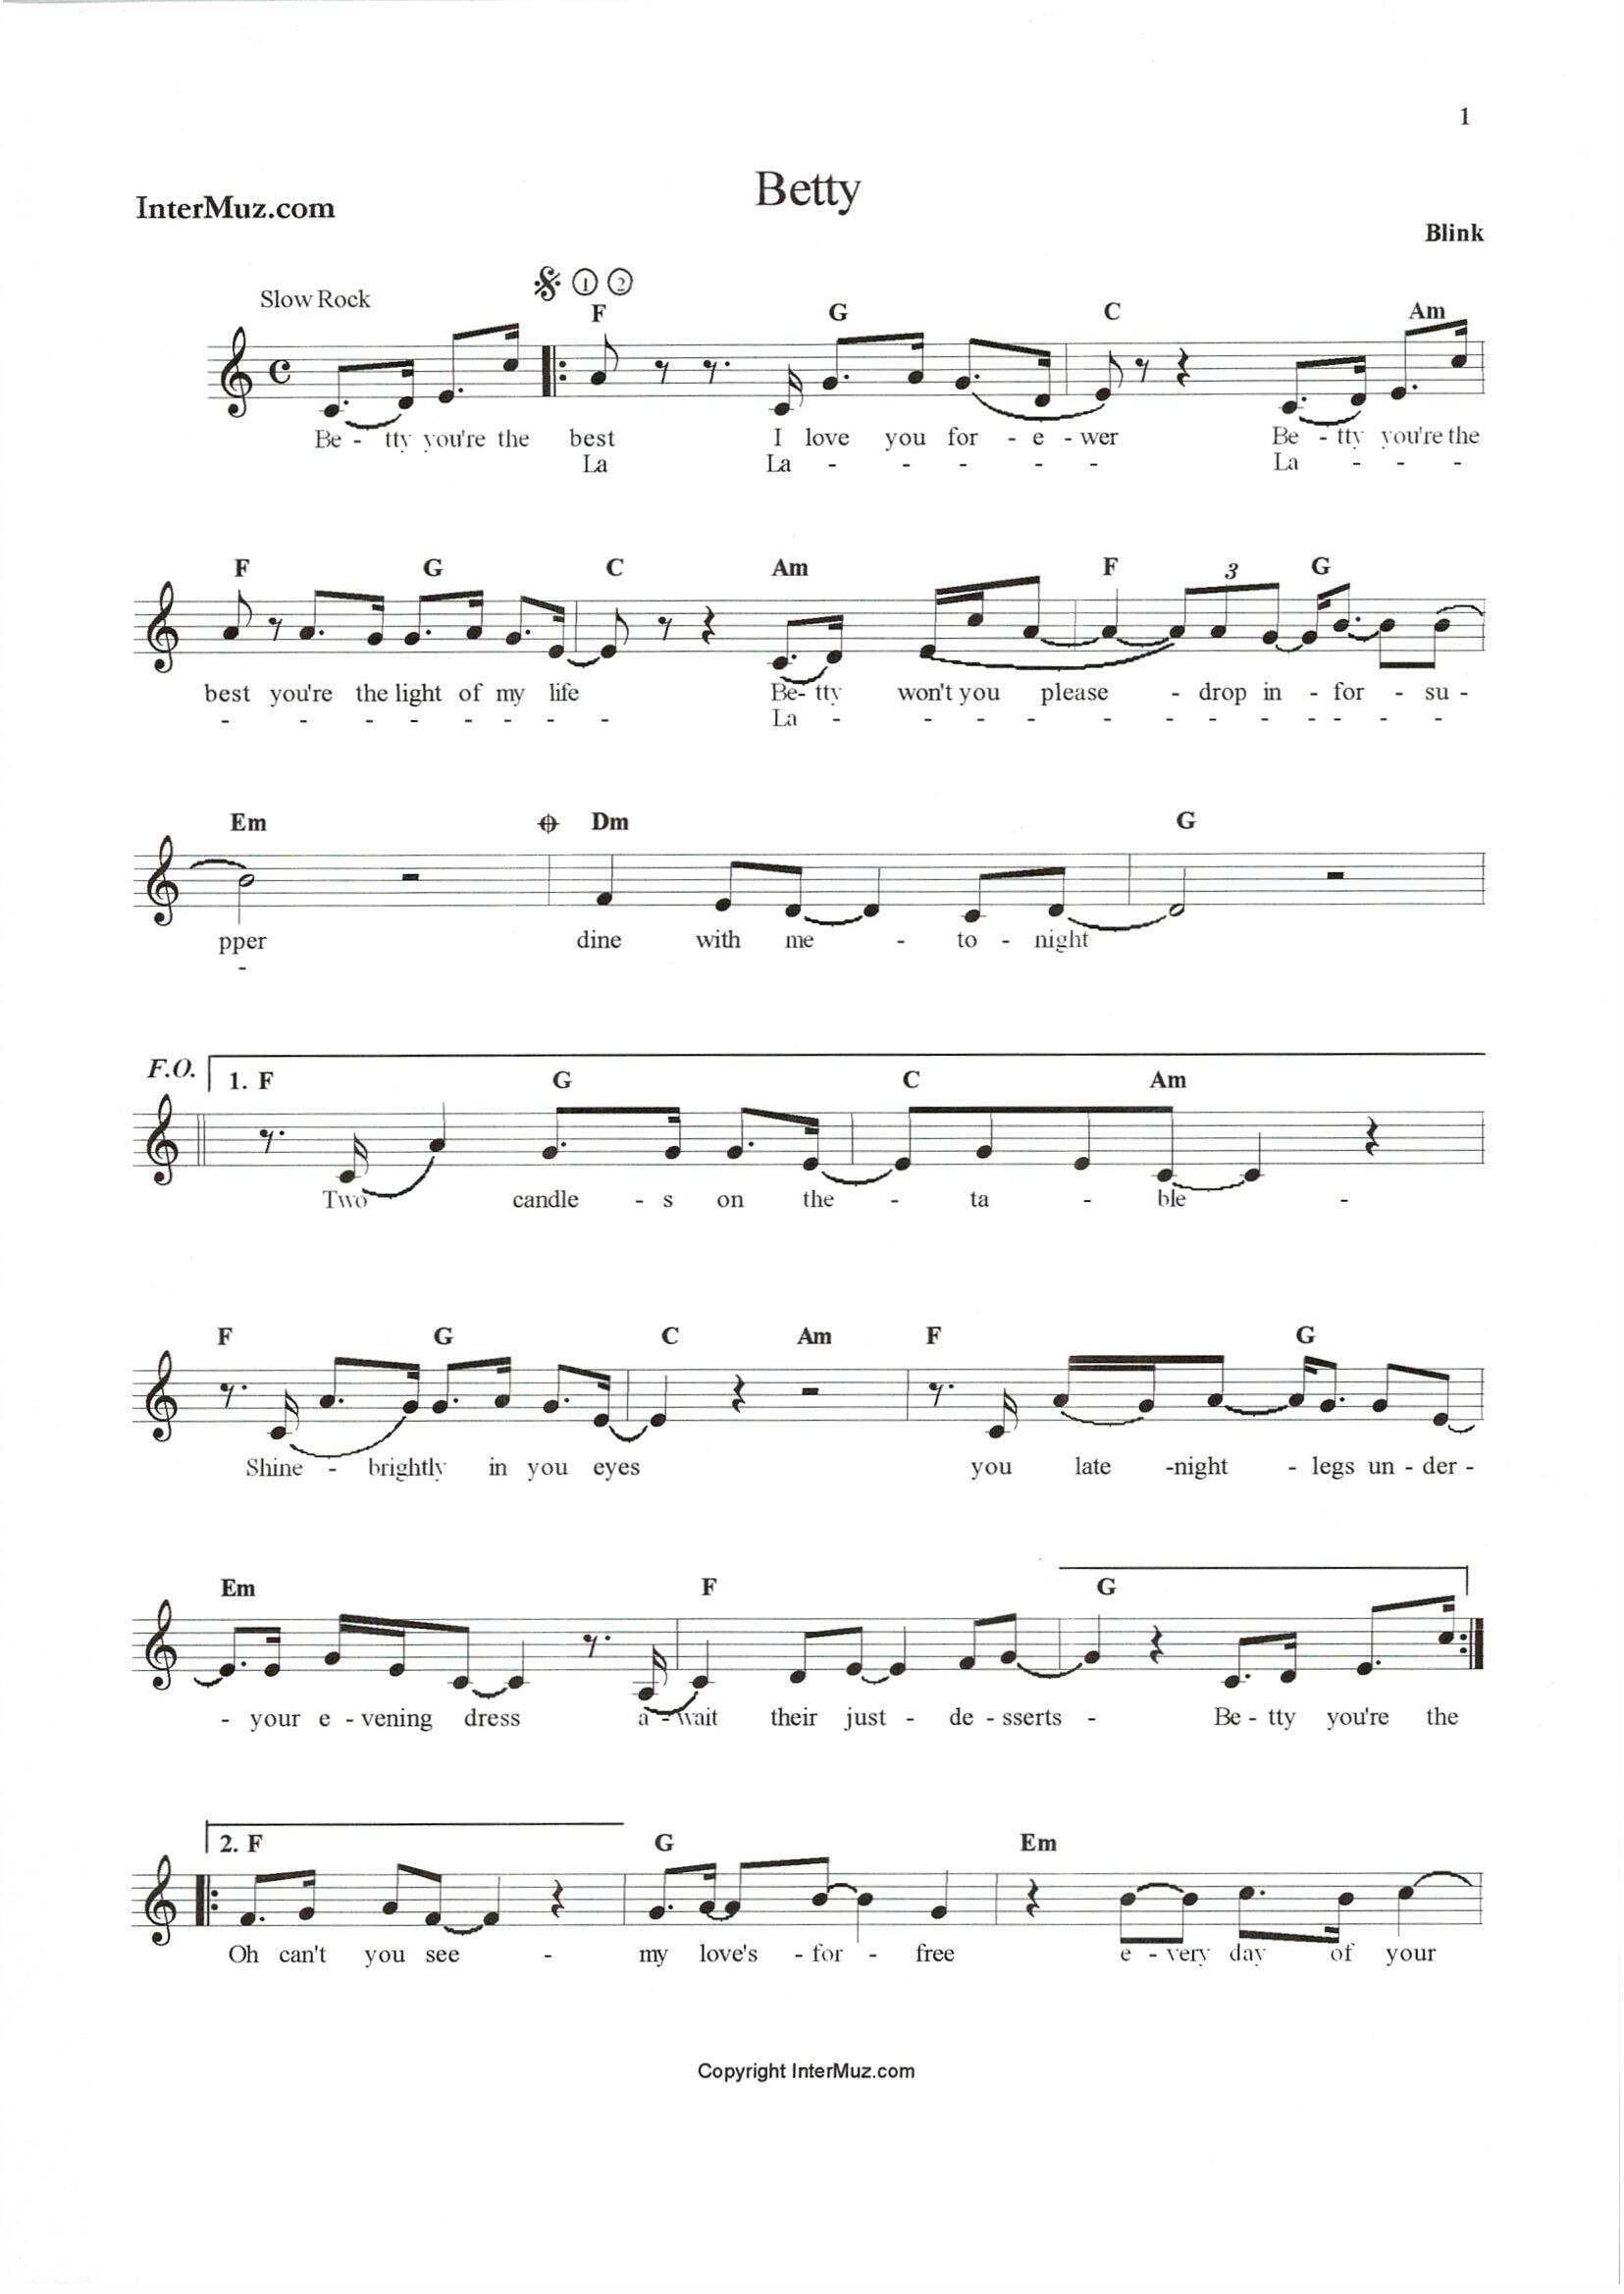 1
Betty
InterMuz.com
Blink
Slow Rock
1 2
F G C Am
Be - tty you're the best I love you for - e - wer Be - tty you're the
La La - - - - - La - - -
F G C Am F 3 G
best you're the light of my life Be- tty won't you please - drop in - for - su -
- - - - - - - - La - - - - - - - - - - - -
Em Dm G
pper dine with me - to - night
-
F.O. 1. F G C Am
Two candle - s on the - ta - ble -
F G C Am F G
Shine - brightly in you eyes you late -night - legs un - der -
Em F G
- your e - vening dress a - wait their just - de - sserts - Be - tty you're the
2. F G Em
Oh can't you see - my love's - for - free e - very day of your
Copyright InterMuz.com